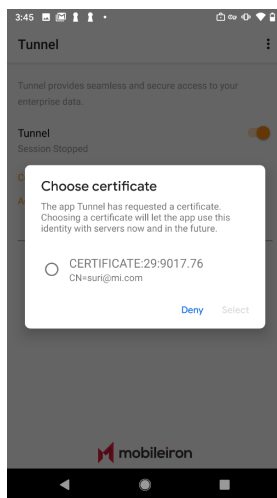 3:45
Tunnel
Tunnel provides seamless and secure access to your
enterprise data.
Tunnel
Session Stopped
Choose certificate
The app Tunnel has requested a certificate.
Choosing a certificate will let the app use this
identity with servers now and in the future.
CERTIFICATE:29:9017.76
CN=suri@mi.com
Deny
Select
mobileiron